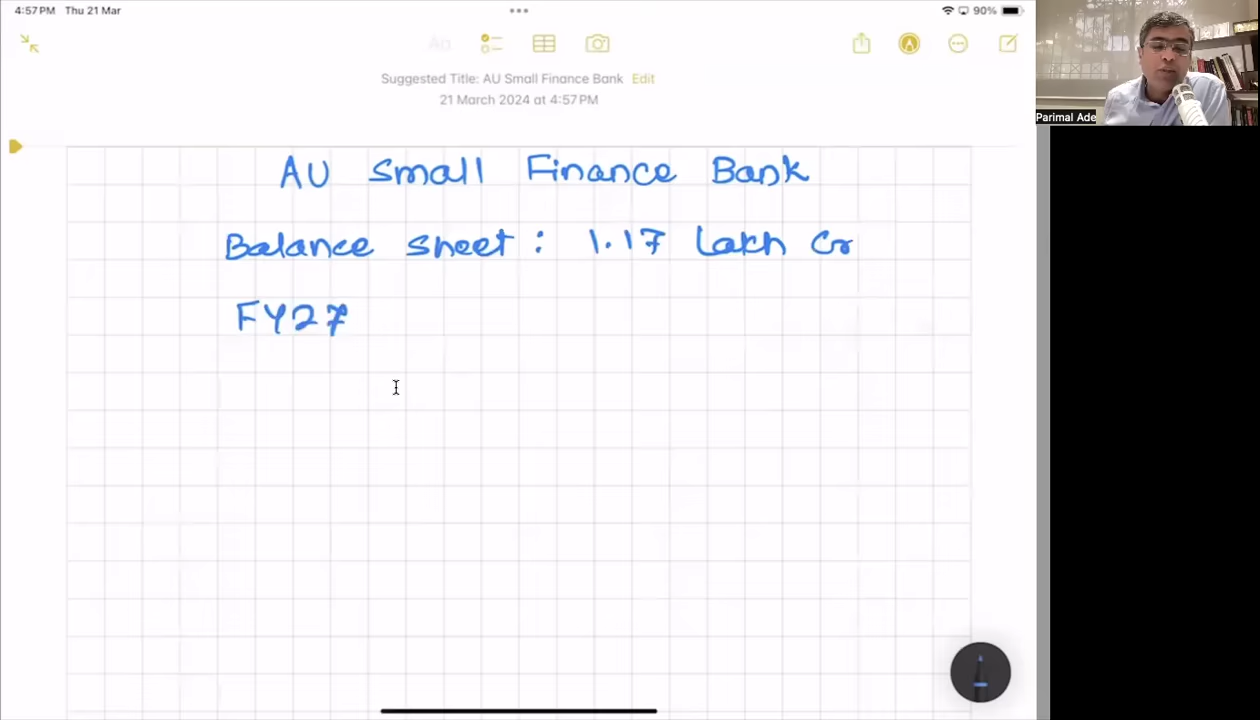 4:57 PM Thu 21 Mar
90%
Aa
Suggested Title: AU Small Finance Bank Edit
21 March 2024 at 4:57 PM
Parimal Ade
AU Small Finance Bank
Balance sheet : 1.17 Lakh Cr
FY27